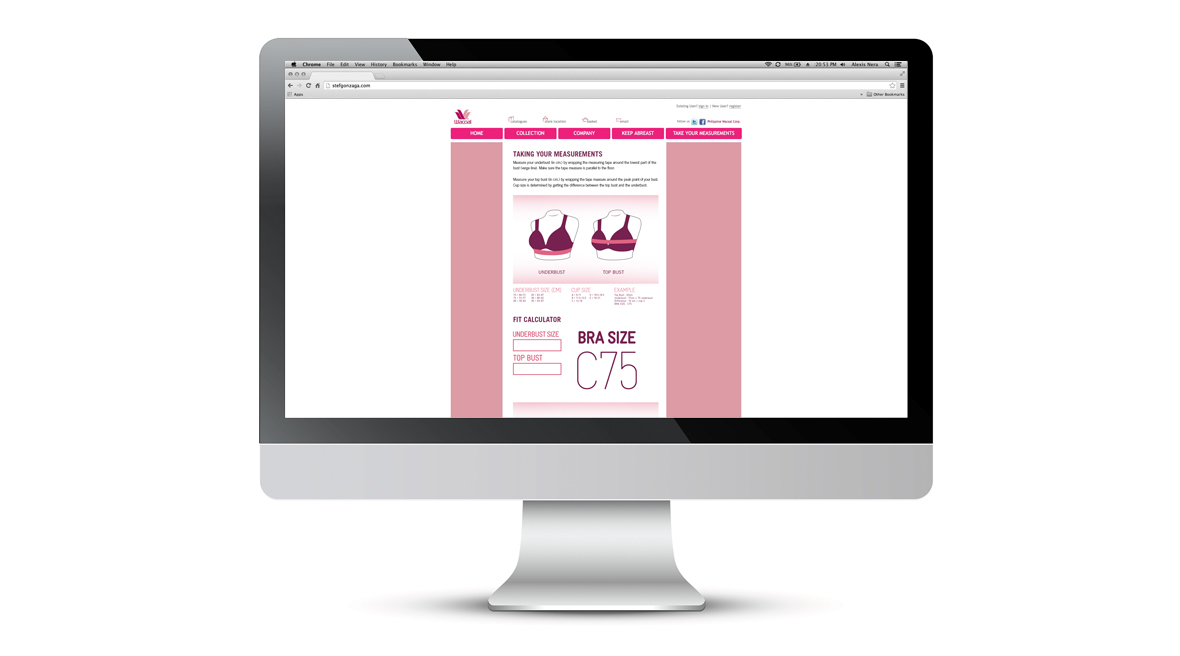 Chrome File Edit View History Bookmarks Window Help
96% 20:53 PM Alexis Nera
stefgonzaga.com
Apps
Other Bookmarks
Existing User? sign in | New User? register
Wacoal
catalogues store location basket email
Follow us Philippine Wacoal Corp.
HOME COLLECTION COMPANY KEEP ABREAST TAKE YOUR MEASUREMENTS
TAKING YOUR MEASUREMENTS
Measure your underbust (in cm.) by wrapping the measuring tape around the lowest part of the
bust (wings line). Make sure the tape measure is parallel to the floor.
Measure your top bust (in cm.) by wrapping the tape measure around the peak point of your bust.
Cup size is determined by getting the difference between the top bust and the underbust.
UNDERBUST TOP BUST
UNDERBUST SIZE (CM) CUP SIZE EXAMPLE
FIT CALCULATOR
UNDERBUST SIZE
TOP BUST
BRA SIZE
C75